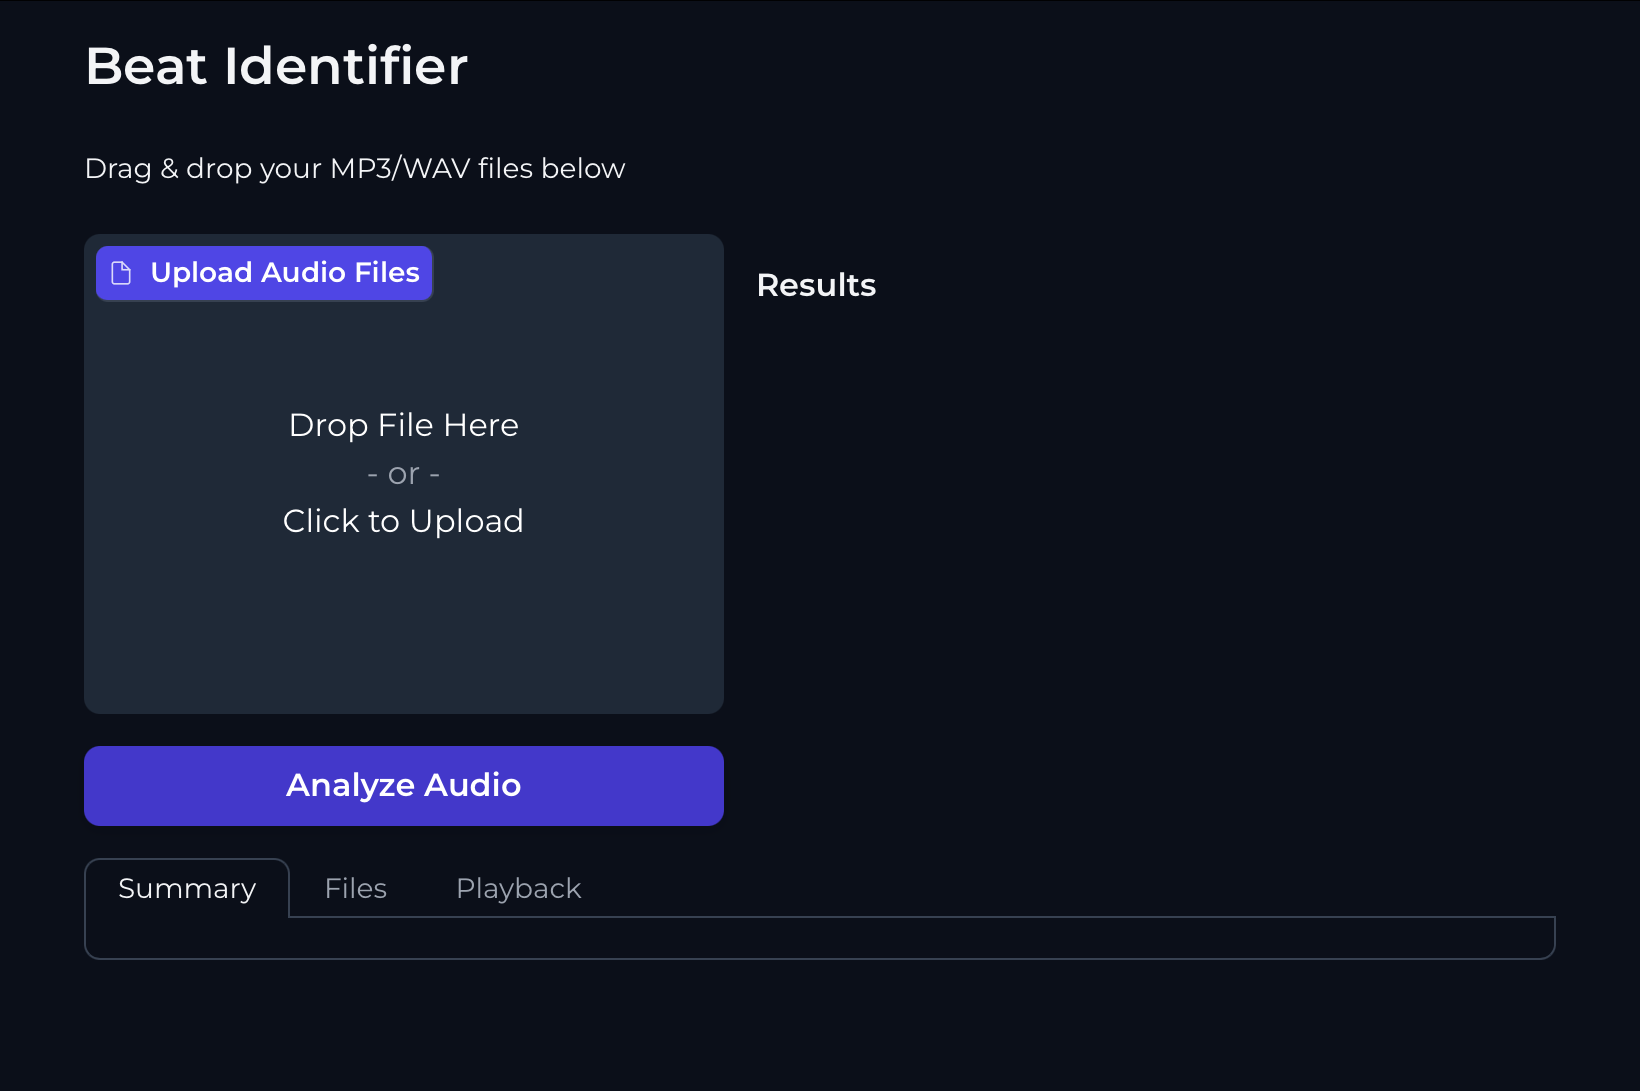 Beat Identifier
Drag & drop your MP3/WAV files below
Upload Audio Files
Drop File Here
- or -
Click to Upload
Results
Analyze Audio
Summary
Files
Playback